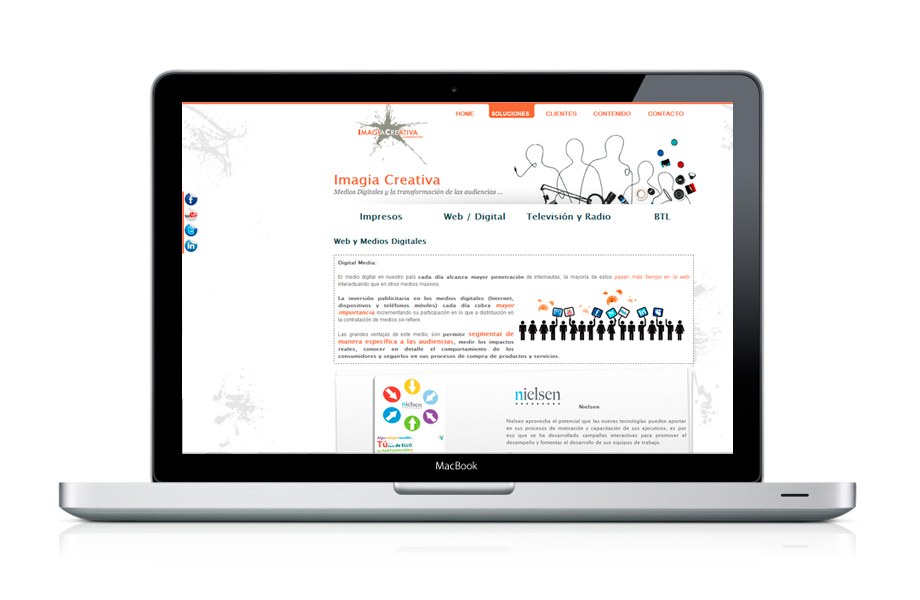 HOME SOLUCIONES CLIENTES CONTENIDO CONTACTO
IMAGIACREATIVA
Imagia Creativa
Medios Digitales y la transformación de las audiencias ...
Impresos Web / Digital Televisión y Radio BTL
Web y Medios Digitales
Digital Media:
El medio digital en nuestro país cada día alcanza mayor penetración de internautas, la mayoría de estos pasan más tiempo en la web
interactuando que en otros medios masivos.
La inversión publicitaria en los medios digitales (Internet,
dispositivos y teléfonos móviles) cada día cobra mayor
importancia, incrementando su participación en lo que a distribución en
la contratación de medios se refiere.
Las grandes ventajas de este medio, son permitir segmentar de
manera específica a las audiencias, medir los impactos
reales, conocer en detalle el comportamiento de los
consumidores y seguirlos en sus procesos de compra de productos y servicios.
nielsen
nielsen
Nielsen
Nielsen aprovecha el potencial que las nuevas tecnologías pueden aportar
en sus procesos de motivación y capacitación de sus ejecutivos, es por
eso que se ha desarrollado campañas interactivas para promover el
desempeño y fomentar el desarrollo de sus equipos de trabajo.
Tú de ELLO
MacBook